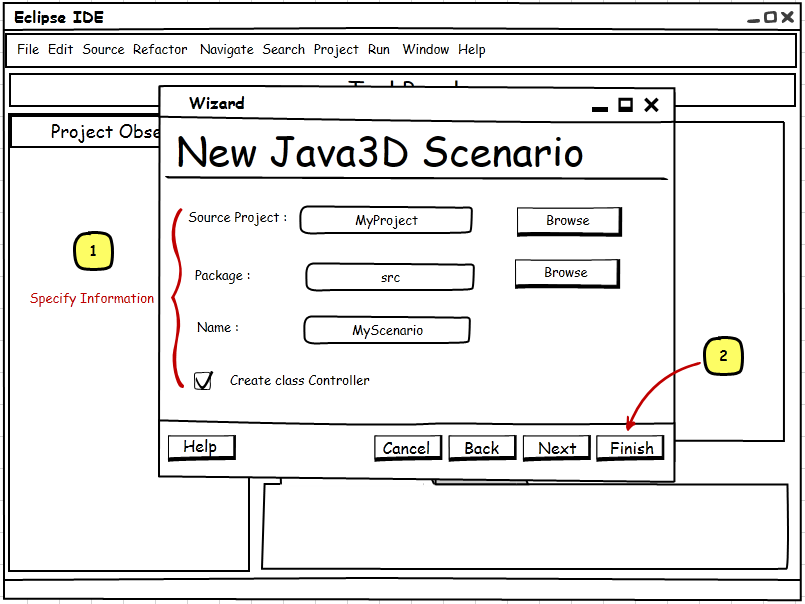 Eclipse IDE
File Edit Source Refactor Navigate Search Project Run Window Help
Wizard
Project Obse
New Java3D Scenario
Source Project : MyProject Browse
1
Package : src Browse
Specify Information
Name : MyScenario
2
Create class Controller
Help Cancel Back Next Finish